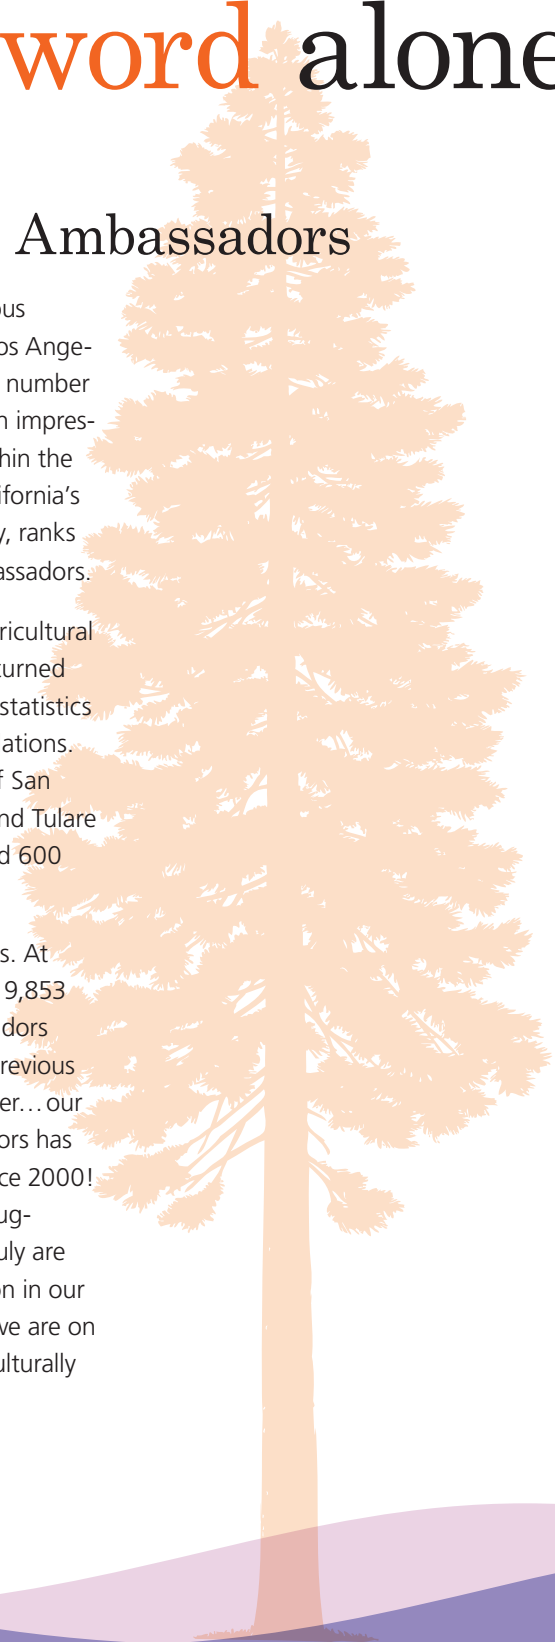 word alone
Ambassadors
ous
os Ange-
number
n impres-
hin the
ifornia's
y, ranks
assadors.
ricultural
turned
statistics
ations.
f San
nd Tulare
d 600
s. At
9,853
dors
revious
er…our
ors has
ce 2000!
ug-
uly are
on in our
we are on
ulturally